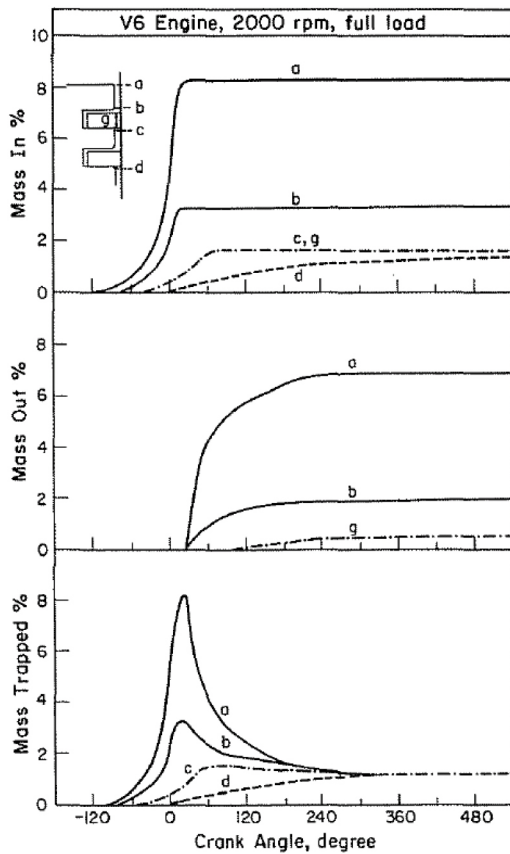 V6 Engine, 2000 rpm, full load
Mass In %
10
8
6
4
2
0
a
b
g
c
d
a
b
c,g
d
Mass Out %
8
6
4
2
0
a
b
g
Mass Trapped %
8
6
4
2
0
a
b
c
d
-120 0 120 240 360 480
Crank Angle, degree